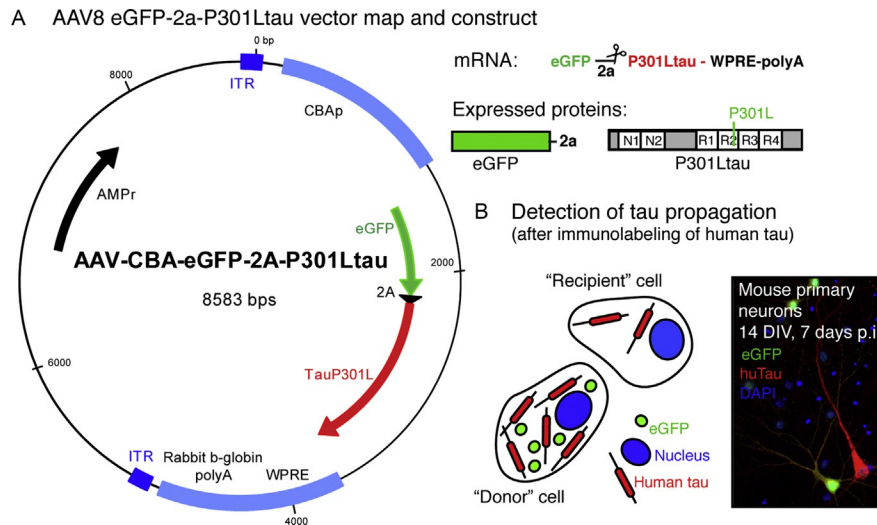 A AAV8 eGFP-2a-P301Ltau vector map and construct
0 bp
ITR
CBAp
8000
AMPr
eGFP
AAV-CBA-eGFP-2A-P301Ltau
8583 bps
2000
2A
TauP301L
6000
ITR
Rabbit b-globin
polyA
WPRE
4000
mRNA: eGFP 2a P301Ltau - WPRE-polyA
Expressed proteins:
P301L
2a
N1 N2 R1 R2 R3 R4
eGFP
P301Ltau
B Detection of tau propagation
(after immunolabeling of human tau)
"Recipient" cell
"Donor" cell
eGFP
Nucleus
Human tau
Mouse primary
neurons
14 DIV, 7 days p.i
eGFP
huTau
DAPI